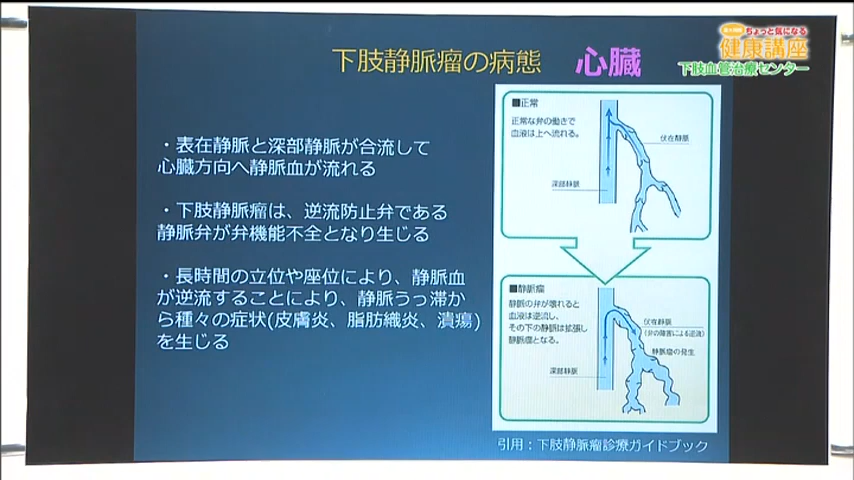 ちょっと気になる
健康講座
下肢血管治療センター
下肢静脈瘤の病態 心臓
・表在静脈と深部静脈が合流して
心臓方向へ静脈血が流れる
・下肢静脈瘤は、逆流防止弁である
静脈弁が弁機能不全となり生じる
・長時間の立位や座位により、静脈血
が逆流することにより、静脈うっ滞か
ら種々の症状(皮膚炎、脂肪織炎、潰瘍)
を生じる
■正常
正常な弁の働きで
血液は上へ流れる。
伏在静脈
深部静脈
■静脈瘤
静脈の弁が壊れると
血液は逆流し、
その下の静脈は拡張し
静脈瘤となる。
伏在静脈
(弁の障害による逆流)
静脈瘤の発生
深部静脈
引用：下肢静脈瘤診療ガイドブック